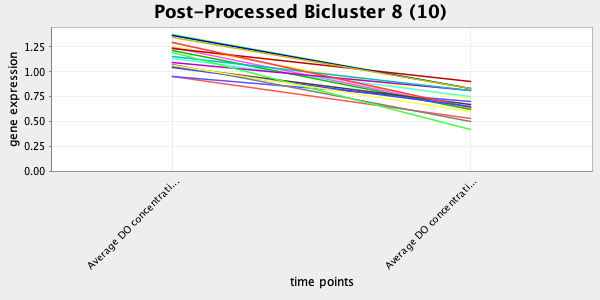 Post-Processed Bicluster 8 (10)
gene expression
1.25
1.00
0.75
0.50
0.25
0.00
Average DO concentrati...
Average DO concentrati...
time points